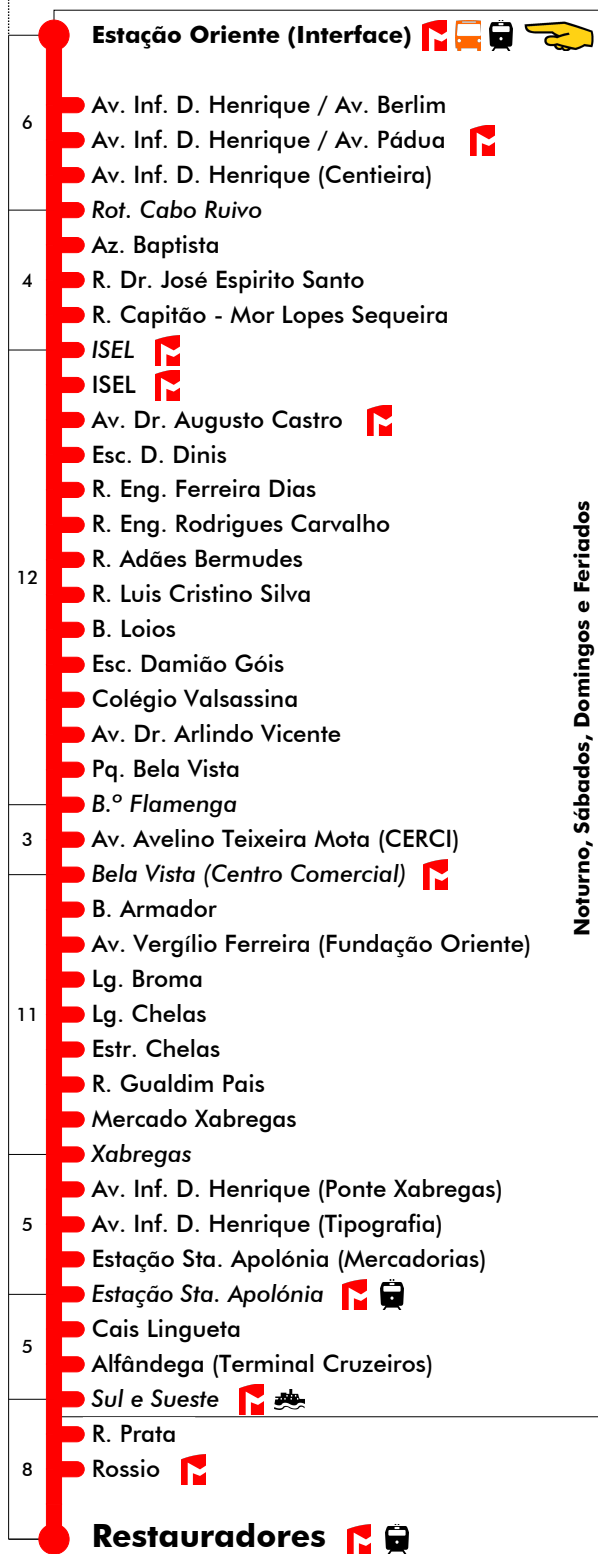 Estação Oriente (Interface)
6
Av. Inf. D. Henrique / Av. Berlim
Av. Inf. D. Henrique / Av. Pádua
Av. Inf. D. Henrique (Centieira)
Rot. Cabo Ruivo
Az. Baptista
4
R. Dr. José Espirito Santo
R. Capitão - Mor Lopes Sequeira
ISEL
ISEL
Av. Dr. Augusto Castro
Esc. D. Dinis
R. Eng. Ferreira Dias
R. Eng. Rodrigues Carvalho
R. Adães Bermudes
12
R. Luis Cristino Silva
B. Loios
Esc. Damião Góis
Colégio Valsassina
Av. Dr. Arlindo Vicente
Pq. Bela Vista
B.º Flamenga
3
Av. Avelino Teixeira Mota (CERCI)
Bela Vista (Centro Comercial)
B. Armador
Av. Vergílio Ferreira (Fundação Oriente)
Lg. Broma
11
Lg. Chelas
Estr. Chelas
R. Gualdim Pais
Mercado Xabregas
Xabregas
Av. Inf. D. Henrique (Ponte Xabregas)
5
Av. Inf. D. Henrique (Tipografia)
Estação Sta. Apolónia (Mercadorias)
Estação Sta. Apolónia
Cais Lingueta
5
Alfândega (Terminal Cruzeiros)
Sul e Sueste
R. Prata
8
Rossio
Restauradores
Noturno, Sábados, Domingos e Feriados